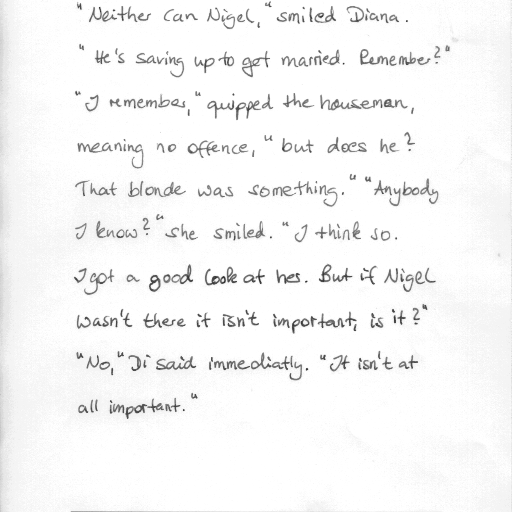 "Neither can Nigel," smiled Diana.
"He's saving up to get married. Remember?"
"I remember," quipped the houseman,
meaning no offence, "but does he?
That blonde was something." "Anybody
I know?" she smiled. "I think so.
I got a good look at her. But if Nigel
wasn't there it isn't important, is it?"
"No," Di said immediatly. "It isn't at
all important."